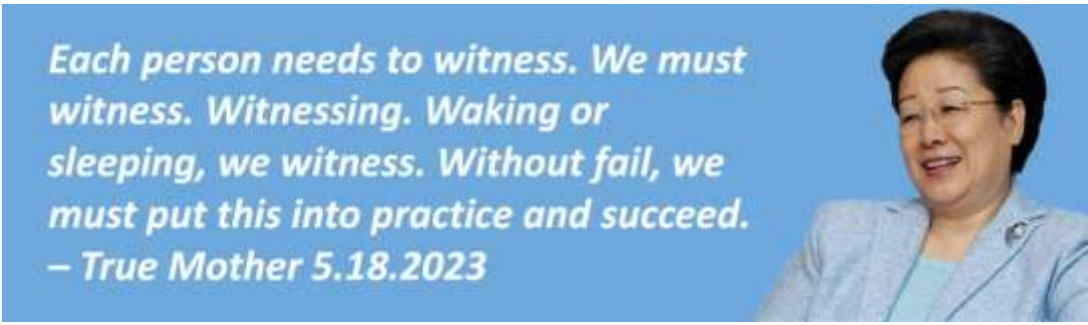 Each person needs to witness. We must
witness. Witnessing. Waking or
sleeping, we witness. Without fail, we
must put this into practice and succeed.
– True Mother 5.18.2023